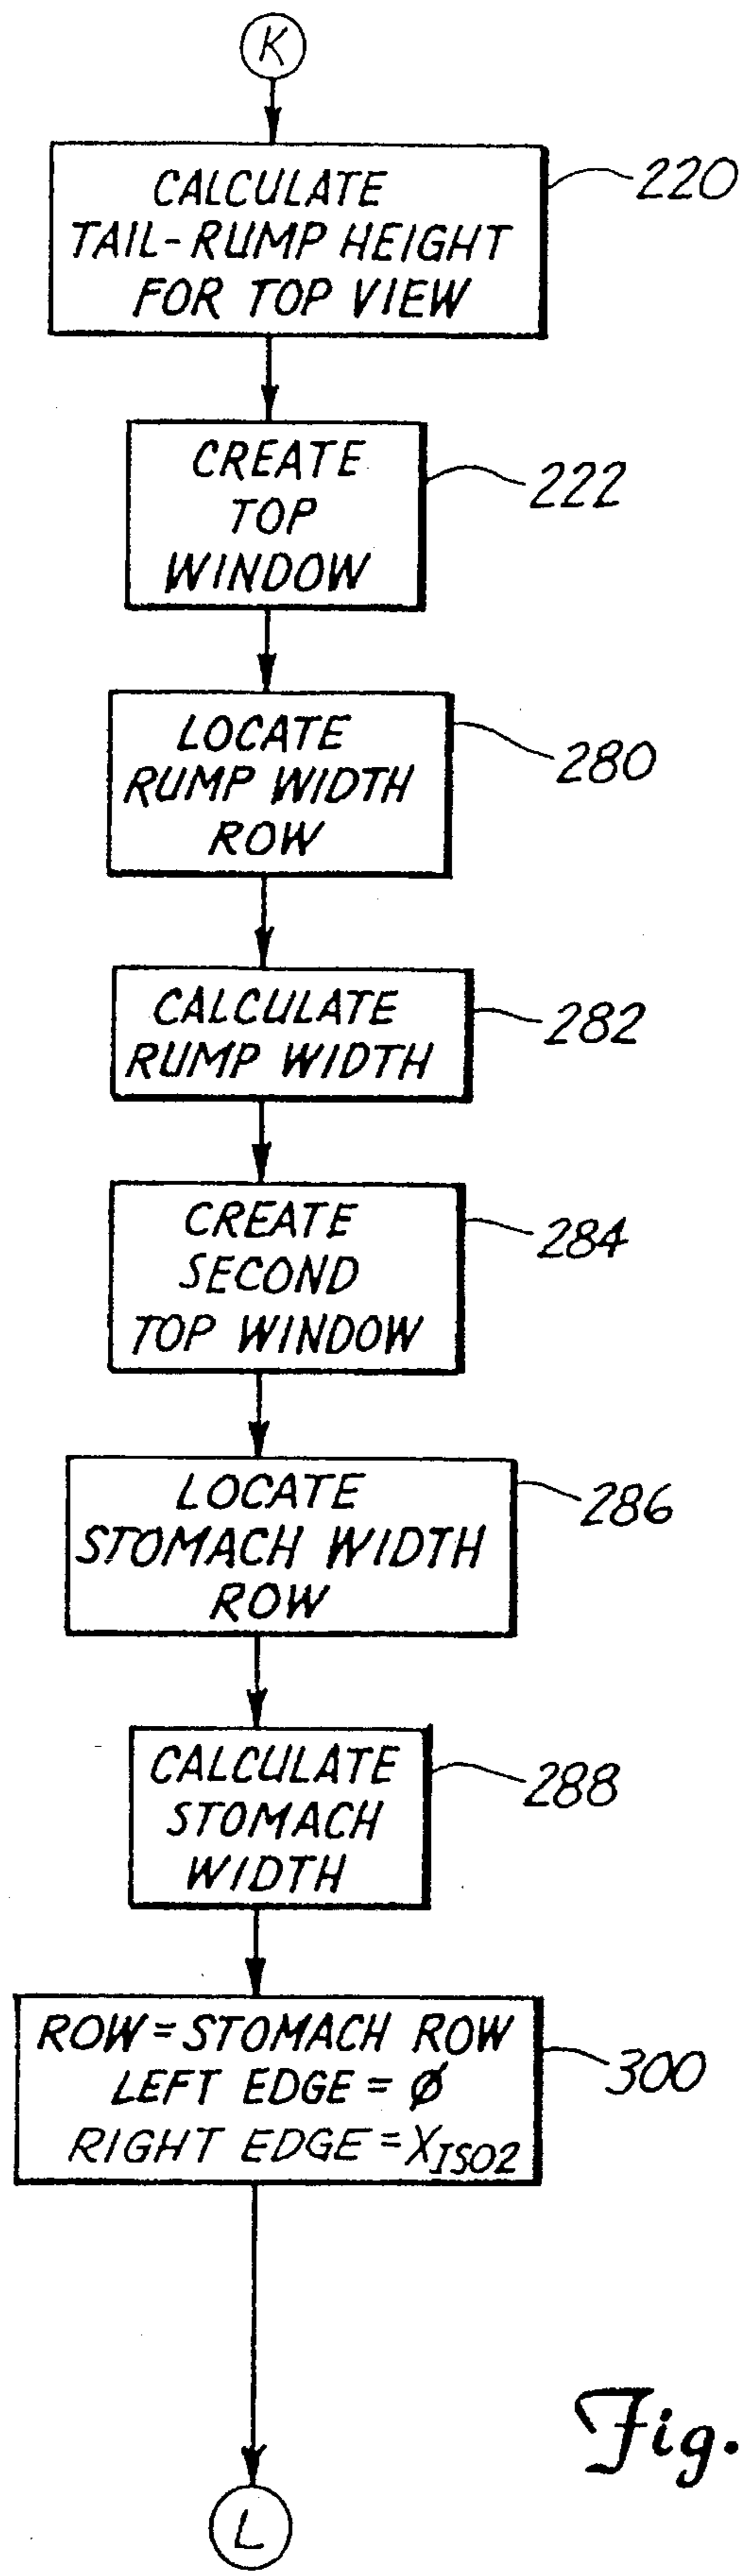 K
CALCULATE
TAIL-RUMP HEIGHT
FOR TOP VIEW
220
CREATE
TOP
WINDOW
222
LOCATE
RUMP WIDTH
ROW
280
CALCULATE
RUMP WIDTH
282
CREATE
SECOND
TOP WINDOW
284
LOCATE
STOMACH WIDTH
ROW
286
CALCULATE
STOMACH
WIDTH
288
ROW = STOMACH ROW
LEFT EDGE = Ø
RIGHT EDGE = XISO2
300
Fig.
L